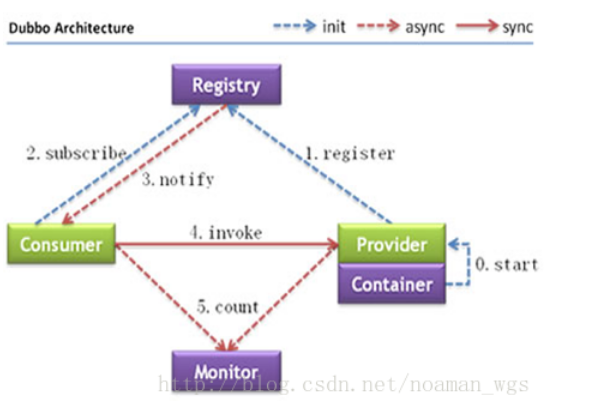 Dubbo Architecture
init
async
sync
Registry
2. subscribe
1. register
3. notify
Consumer
4. invoke
Provider
0. start
Container
5. count
Monitor
http://blog.csdn.net/noaman_wgs